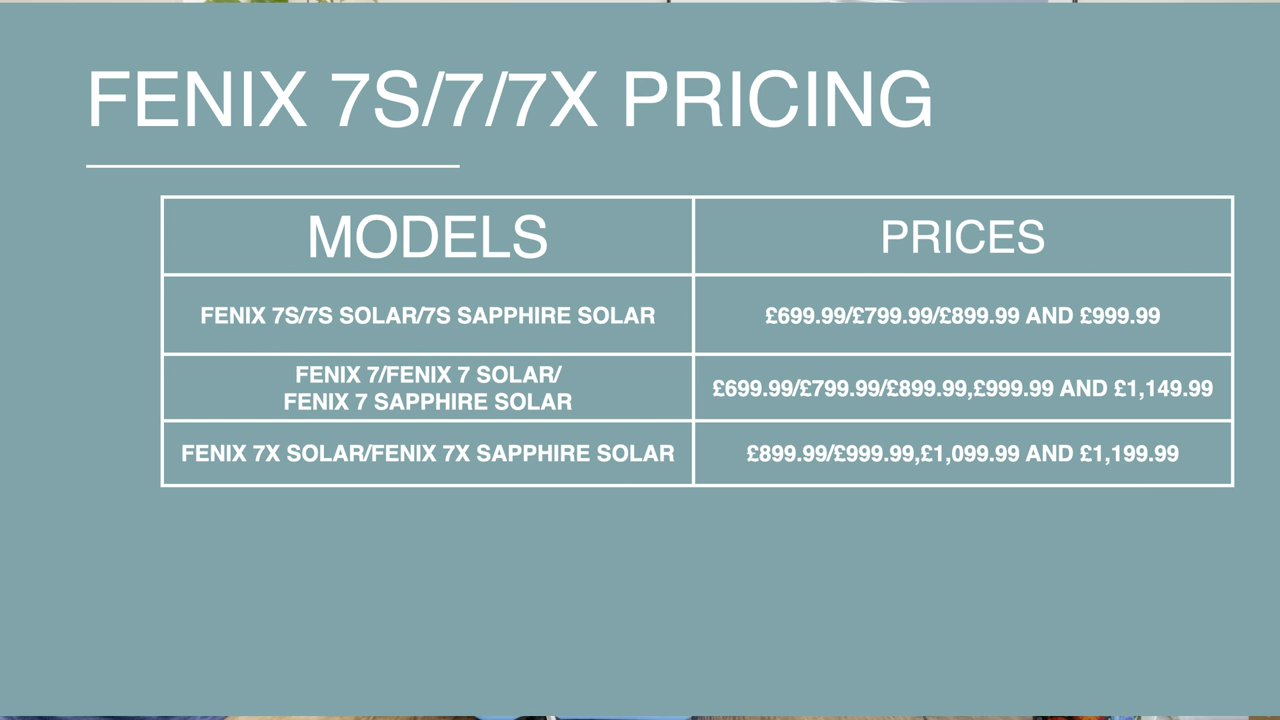 FENIX 7S/7/7X PRICING
MODELS
PRICES
FENIX 7S/7S SOLAR/7S SAPPHIRE SOLAR
£699.99/£799.99/£899.99 AND £999.99
FENIX 7/FENIX 7 SOLAR/
FENIX 7 SAPPHIRE SOLAR
£699.99/£799.99/£899.99,£999.99 AND £1,149.99
FENIX 7X SOLAR/FENIX 7X SAPPHIRE SOLAR
£899.99/£999.99,£1,099.99 AND £1,199.99